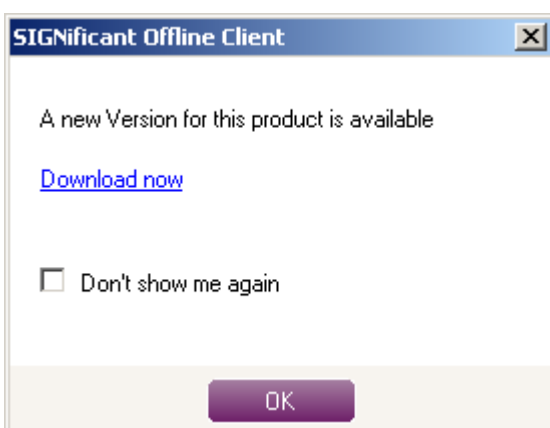 SIGNificant Offline Client
A new Version for this product is available
Download now
Don't show me again
OK